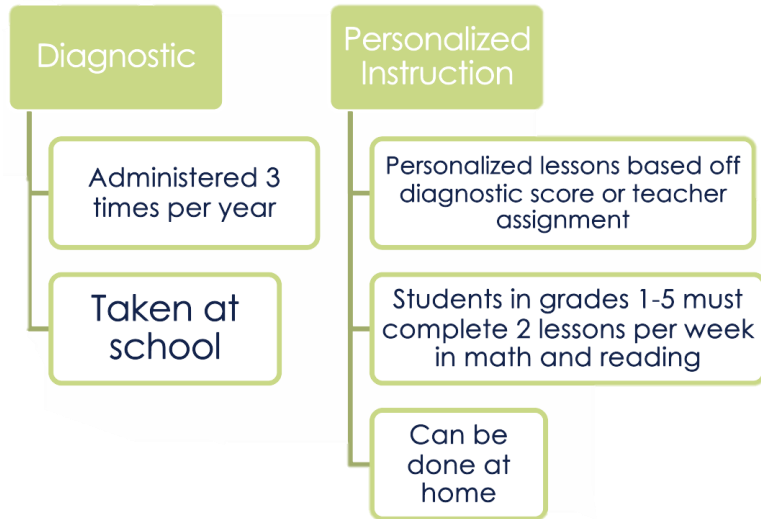 Diagnostic
Administered 3
times per year
Taken at
school
Personalized
Instruction
Personalized lessons based off
diagnostic score or teacher
assignment
Students in grades 1-5 must
complete 2 lessons per week
in math and reading
Can be
done at
home